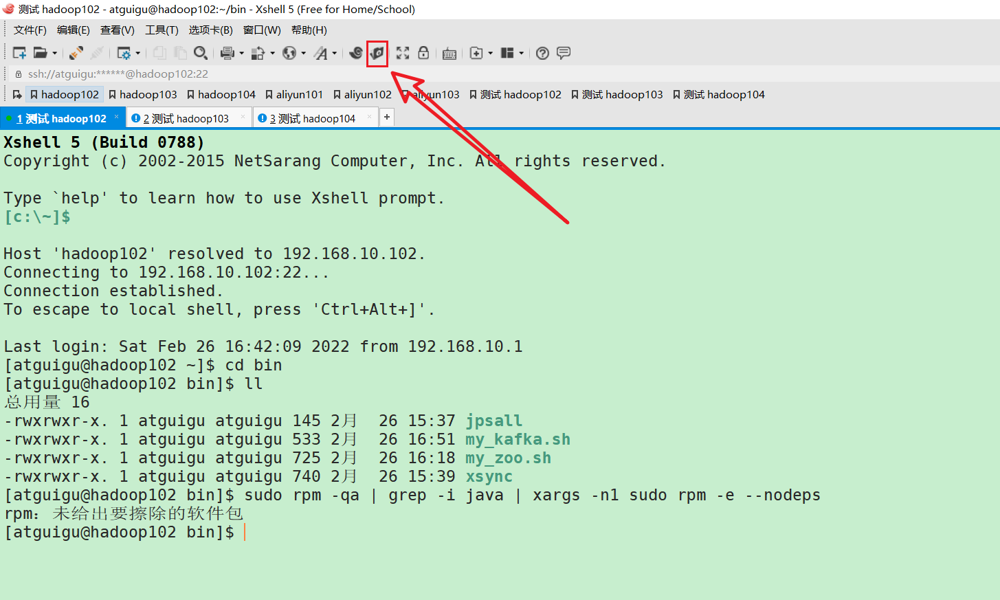 测试 hadoop102 - atguigu@hadoop102:~/bin - Xshell 5 (Free for Home/School)
文件(F) 编辑(E) 查看(V) 工具(T) 选项卡(B) 窗口(W) 帮助(H)
ssh://atguigu:******@hadoop102:22
hadoop102 hadoop103 hadoop104 aliyun101 aliyun102 aliyun103 测试 hadoop102 测试 hadoop103 测试 hadoop104
1 测试 hadoop102 × 2 测试 hadoop103 × 3 测试 hadoop104 × +
Xshell 5 (Build 0788)
Copyright (c) 2002-2015 NetSarang Computer, Inc. All rights reserved.
Type `help' to learn how to use Xshell prompt.
[c:\~]$
Host 'hadoop102' resolved to 192.168.10.102.
Connecting to 192.168.10.102:22...
Connection established.
To escape to local shell, press 'Ctrl+Alt+]'.
Last login: Sat Feb 26 16:42:09 2022 from 192.168.10.1
[atguigu@hadoop102 ~]$ cd bin
[atguigu@hadoop102 bin]$ ll
总用量 16
-rwxrwxr-x. 1 atguigu atguigu 145 2月  26 15:37 jpsall
-rwxrwxr-x. 1 atguigu atguigu 533 2月  26 16:51 my_kafka.sh
-rwxrwxr-x. 1 atguigu atguigu 725 2月  26 16:18 my_zoo.sh
-rwxrwxr-x. 1 atguigu atguigu 740 2月  26 15:39 xsync
[atguigu@hadoop102 bin]$ sudo rpm -qa | grep -i java | xargs -n1 sudo rpm -e --nodeps
rpm：未给出要擦除的软件包
[atguigu@hadoop102 bin]$